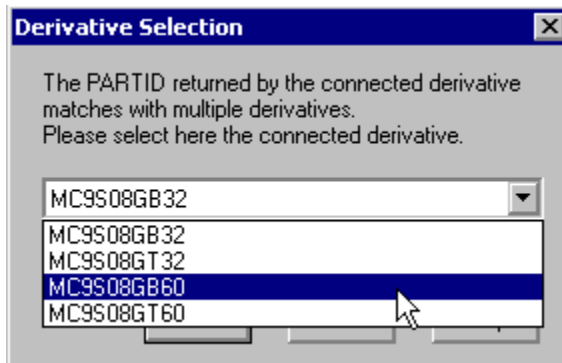 Derivative Selection
The PARTID returned by the connected derivative
matches with multiple derivatives.
Please select here the connected derivative.
MC9S08GB32
MC9S08GB32
MC9S08GT32
MC9S08GB60
MC9S08GT60